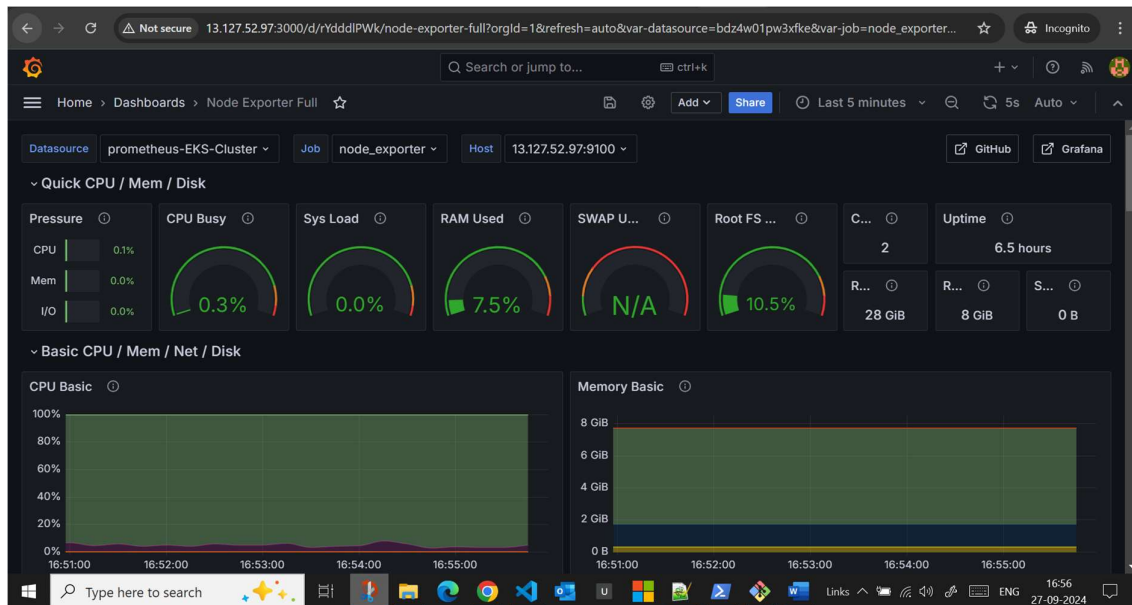 Not secure 13.127.52.97:3000/d/rYdddlPWk/node-exporter-full?orgId=1&refresh=auto&var-datasource=bdz4w01pw3xfke&var-job=node_exporter... Incognito
Search or jump to... ctrl+k
Home › Dashboards › Node Exporter Full Add Share Last 5 minutes 5s Auto
Datasource prometheus-EKS-Cluster Job node_exporter Host 13.127.52.97:9100 GitHub Grafana
Quick CPU / Mem / Disk
Pressure CPU Busy Sys Load RAM Used SWAP U... Root FS ... C... Uptime
CPU 0.1%
Mem 0.0%
I/O 0.0%
0.3% 0.0% 7.5% N/A 10.5%
2 6.5 hours
R... R... S...
28 GiB 8 GiB 0 B
Basic CPU / Mem / Net / Disk
CPU Basic
100%
80%
60%
40%
20%
0%
16:51:00 16:52:00 16:53:00 16:54:00 16:55:00
Memory Basic
8 GiB
6 GiB
4 GiB
2 GiB
0 B
16:51:00 16:52:00 16:53:00 16:54:00 16:55:00
Type here to search Links ENG 16:56
27-09-2024